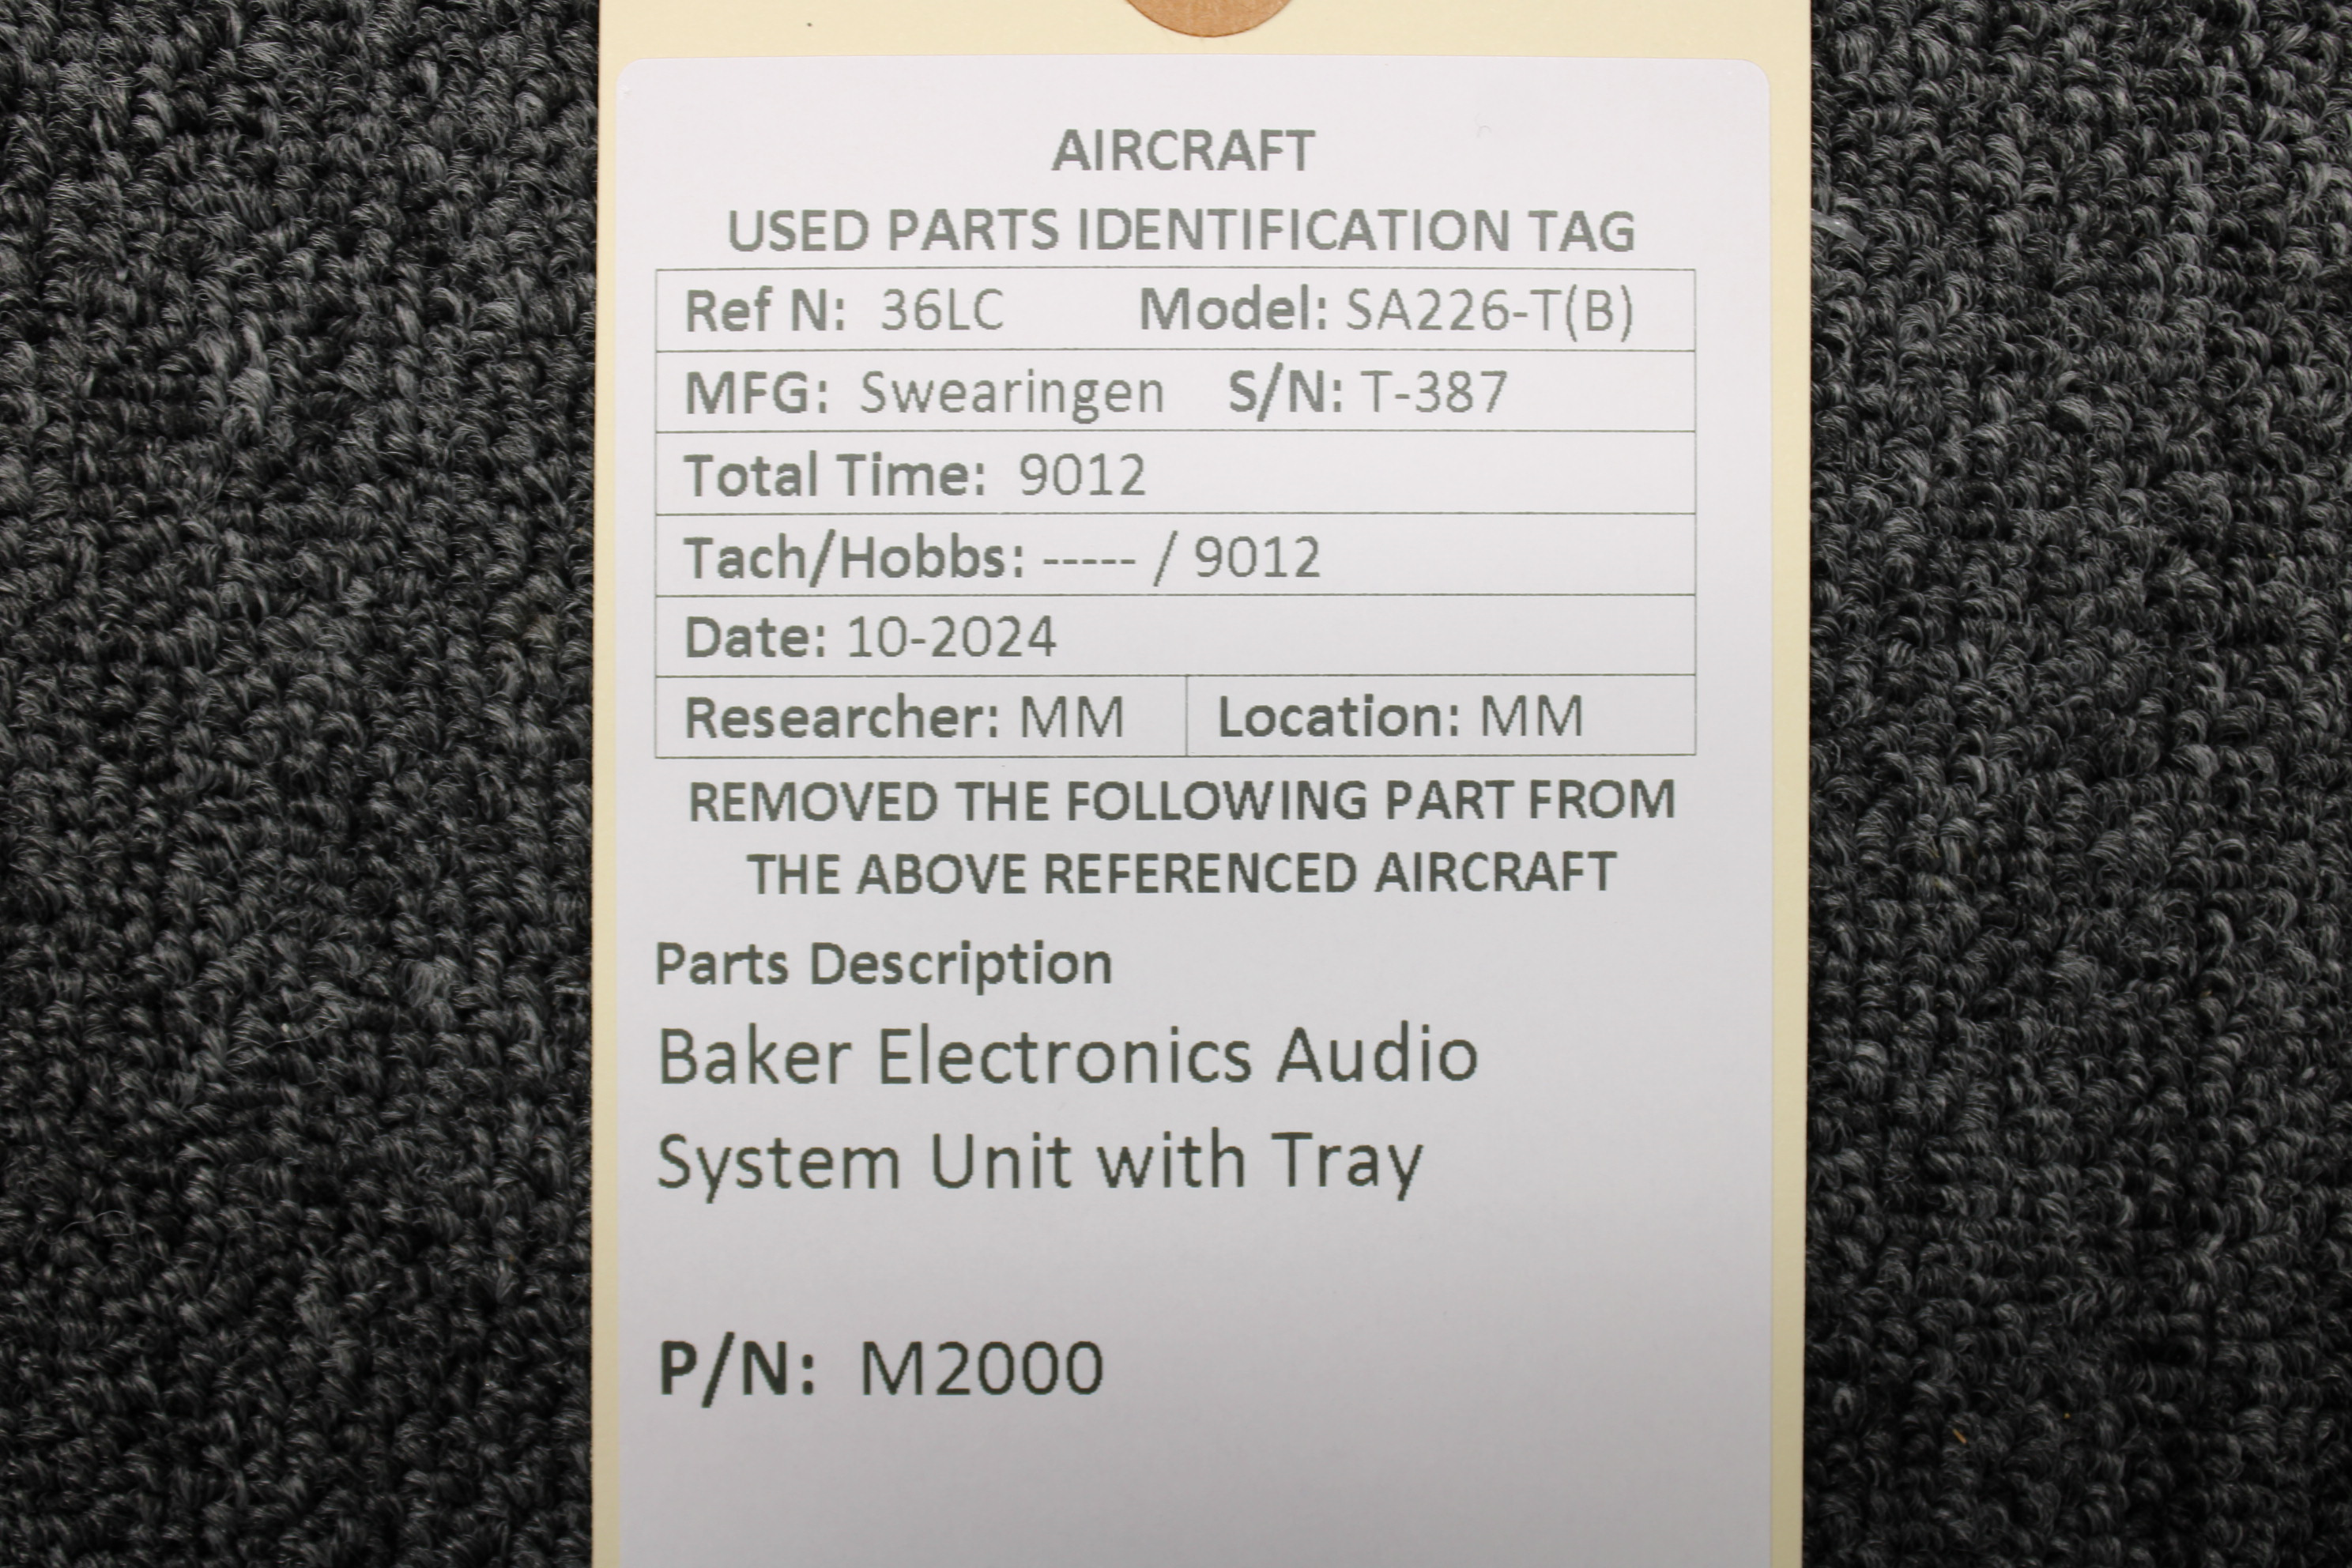 AIRCRAFT
USED PARTS IDENTIFICATION TAG
Ref N: 36LC Model: SA226-T(B)
MFG: Swearingen S/N: T-387
Total Time: 9012
Tach/Hobbs: ----- / 9012
Date: 10-2024
Researcher: MM Location: MM
REMOVED THE FOLLOWING PART FROM
THE ABOVE REFERENCED AIRCRAFT
Parts Description
Baker Electronics Audio
System Unit with Tray
P/N: M2000